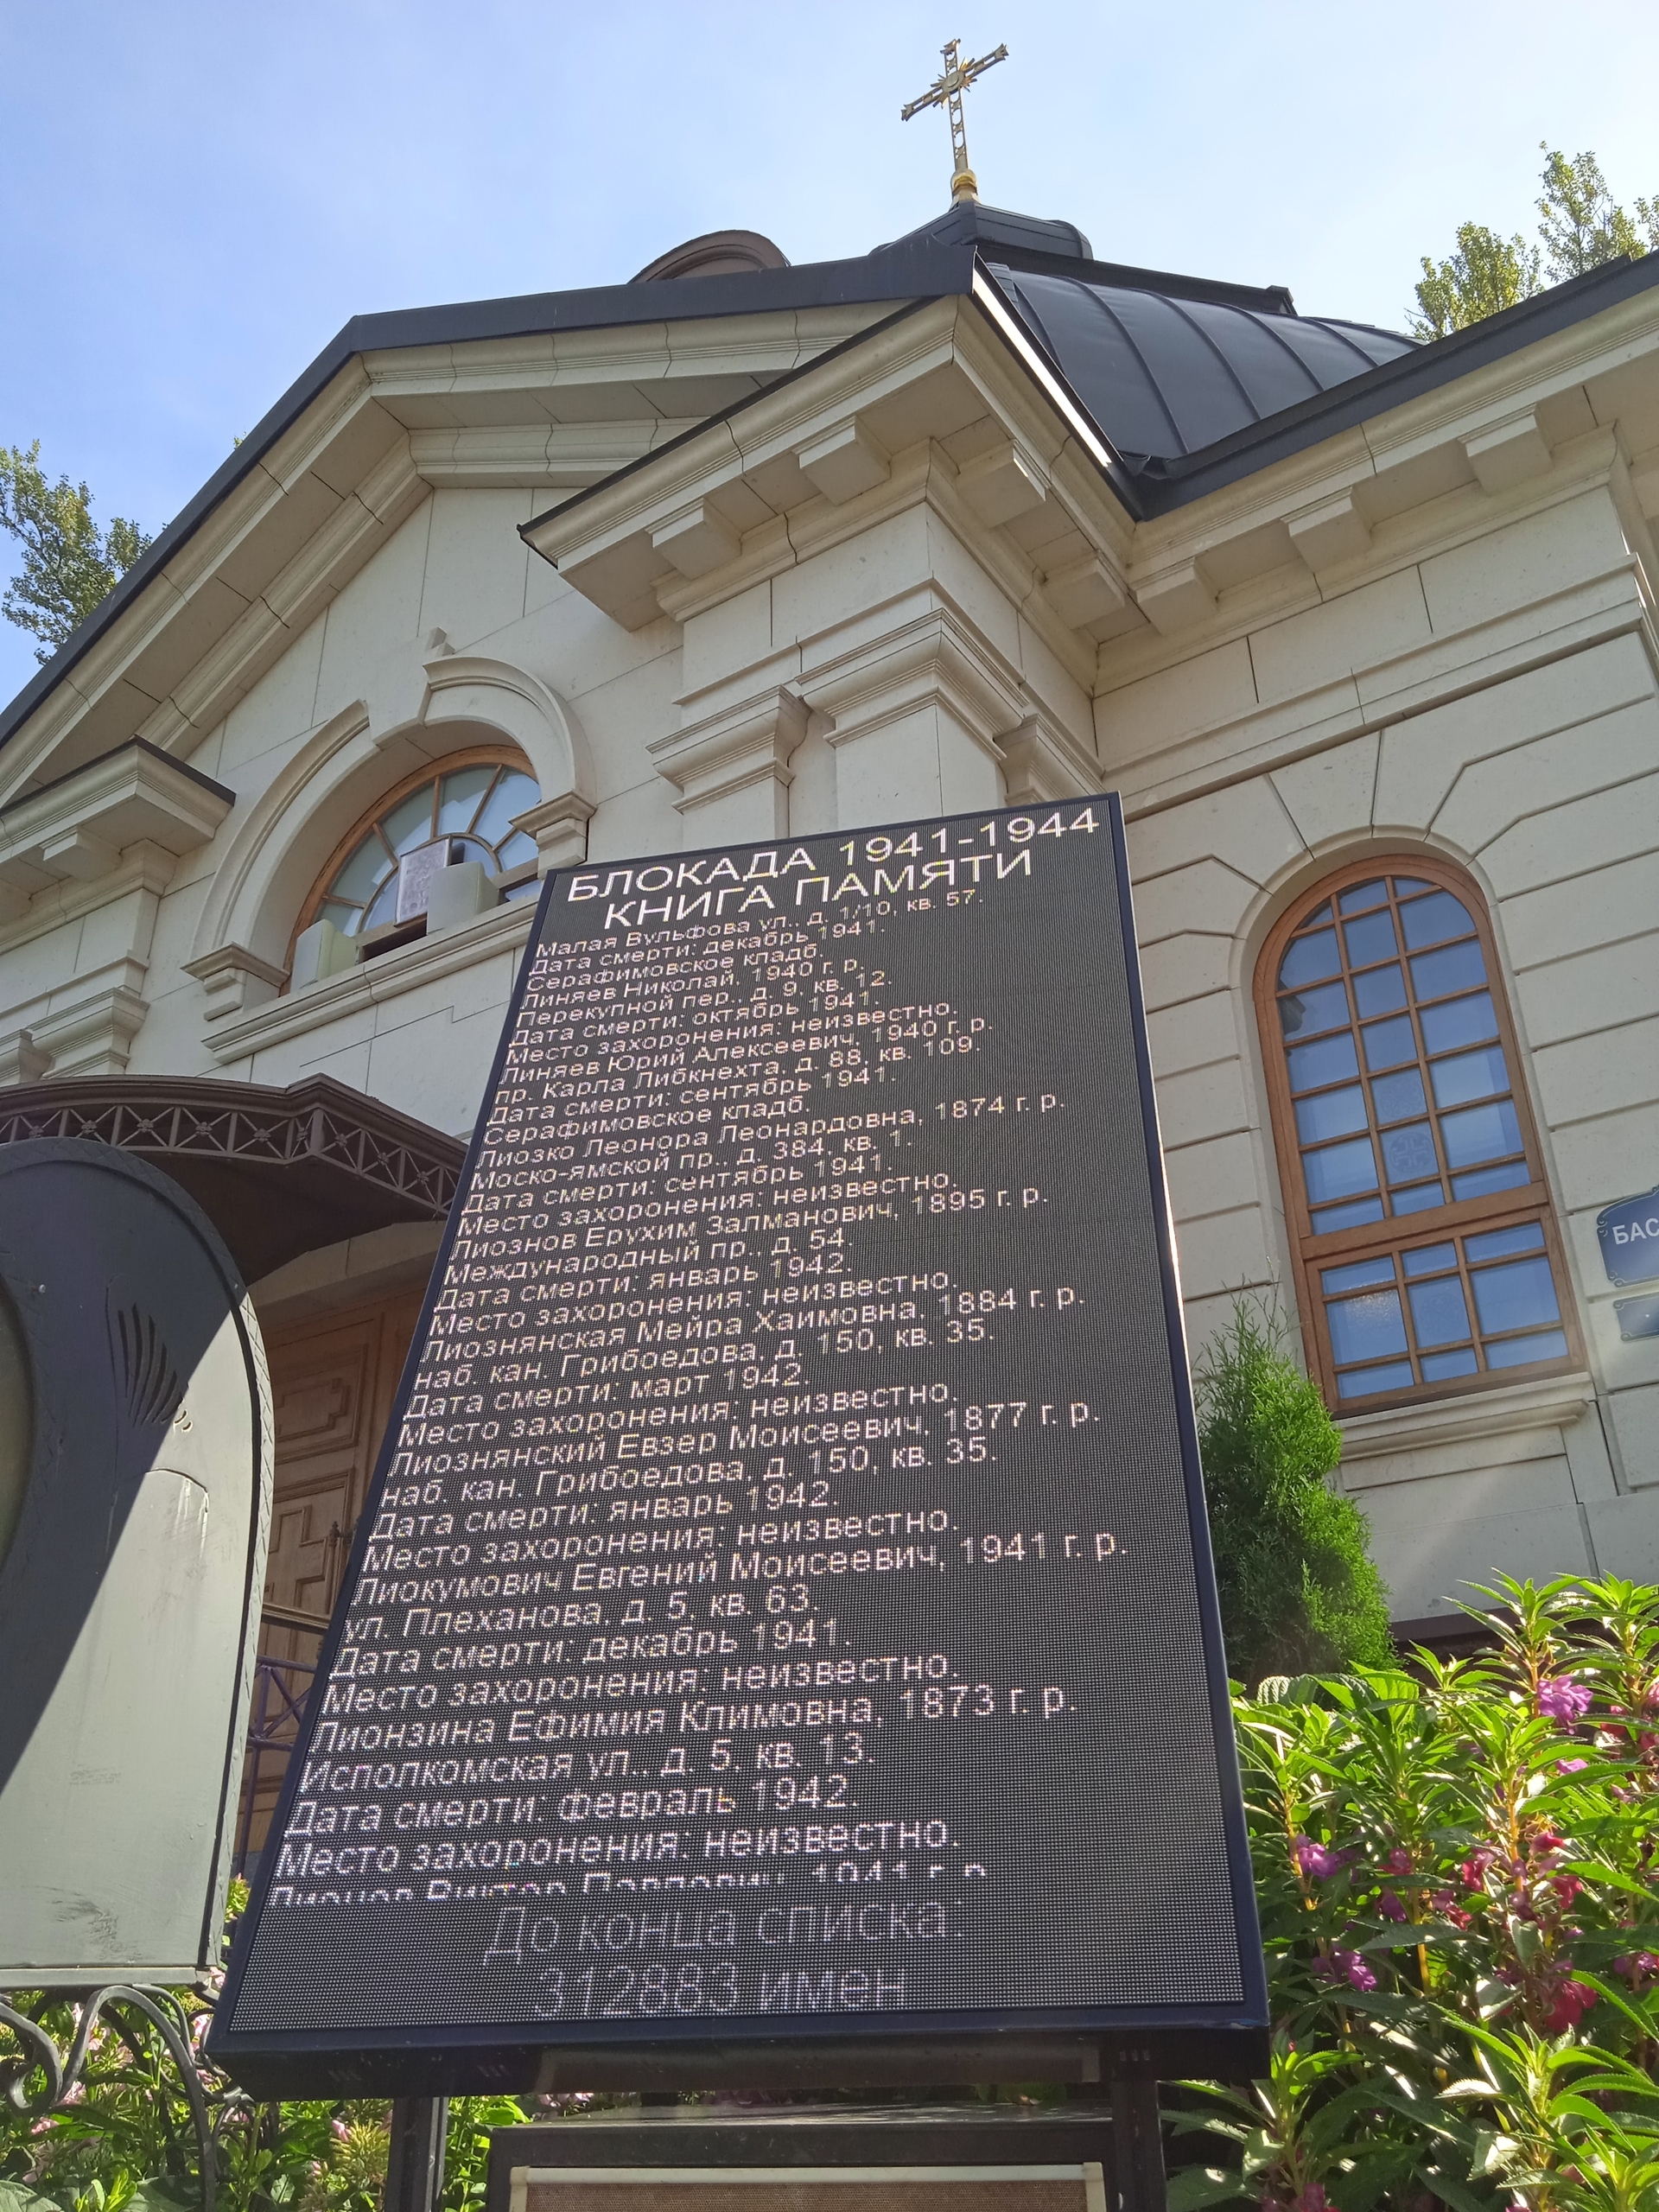 БЛОКАДА 1941-1944
КНИГА ПАМЯТИ
Малая Вульфова ул., д. 1/10, кв. 57.
Дата смерти: декабрь 1941.
Серафимовское кладб.
Линяев Николай, 1940 г. р.
Перекупной пер., д. 9, кв. 12.
Дата смерти: октябрь 1941.
Место захоронения: неизвестно.
Линяев Юрий Алексеевич, 1940 г. р.
пр. Карла Либкнехта, д. 88, кв. 109.
Дата смерти: сентябрь 1941.
Серафимовское кладб.
Лиозко Леонора Леонардовна, 1874 г. р.
Моско-ямской пр., д. 384, кв. 1.
Дата смерти: сентябрь 1941.
Место захоронения: неизвестно.
Лиознов Ерухим Залманович, 1895 г. р.
Международный пр., д. 54.
Дата смерти: январь 1942.
Место захоронения: неизвестно.
Лиознянская Мейра Хаимовна, 1884 г. р.
наб. кан. Грибоедова, д. 150, кв. 35.
Дата смерти: март 1942.
Место захоронения: неизвестно.
Лиознянский Евзер Моисеевич, 1877 г. р.
наб. кан. Грибоедова, д. 150, кв. 35.
Дата смерти: январь 1942.
Место захоронения: неизвестно.
Лиокумович Евгений Моисеевич, 1941 г. р.
ул. Плеханова, д. 5, кв. 63.
Дата смерти: декабрь 1941.
Место захоронения: неизвестно.
Лионзина Ефимия Климовна, 1873 г. р.
Исполкомская ул., д. 5, кв. 13.
Дата смерти: февраль 1942.
Место захоронения: неизвестно.
Виктор Павлович, 1941 г. р.
До конца списка:
312883 имен
БАС